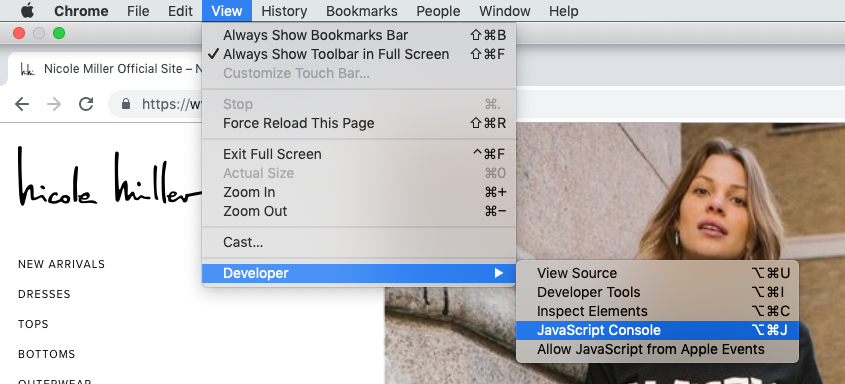 Chrome File Edit View History Bookmarks People Window Help
Always Show Bookmarks Bar ⇧⌘B
✓ Always Show Toolbar in Full Screen ⇧⌘F
Customize Touch Bar...
Nicole Miller Official Site – N
Stop ⌘.
https://w
Force Reload This Page ⇧⌘R
Exit Full Screen ^⌘F
Actual Size ⌘0
Zoom In ⌘+
Zoom Out ⌘–
nicole miller
Cast...
Developer ▶
NEW ARRIVALS
DRESSES
TOPS
BOTTOMS
OUTERWEAR
View Source ⌥⌘U
Developer Tools ⌥⌘I
Inspect Elements ⌥⌘C
JavaScript Console ⌥⌘J
Allow JavaScript from Apple Events